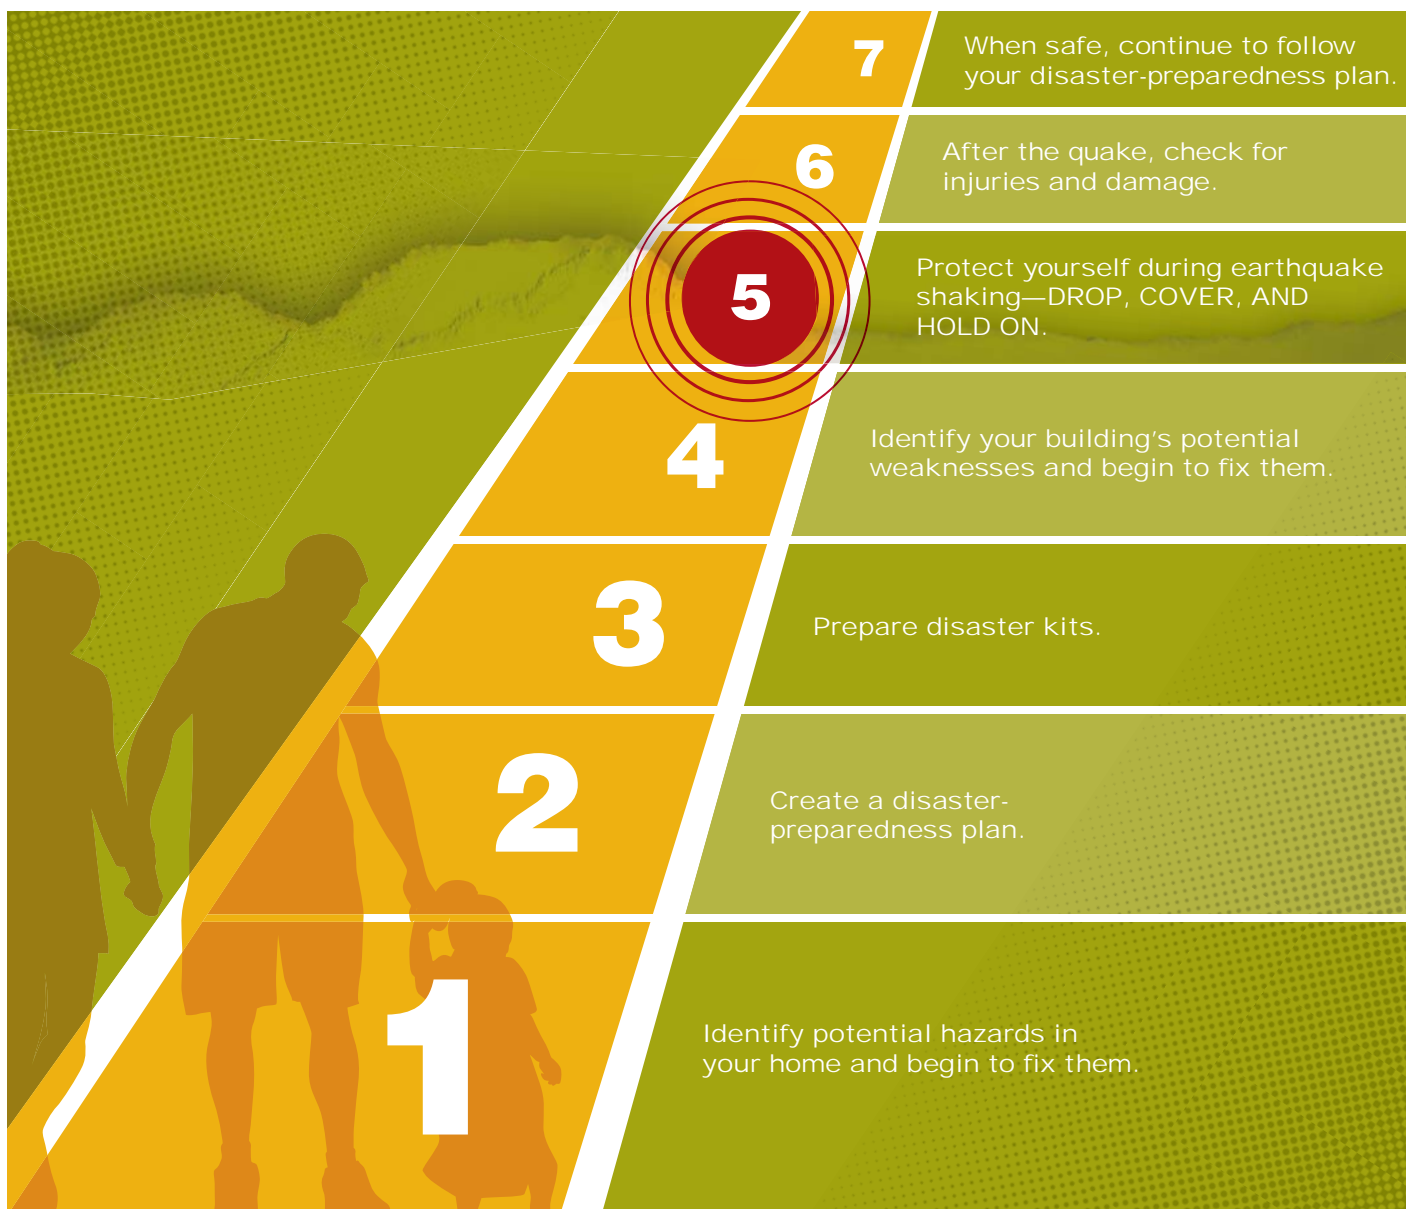 7
When safe, continue to follow
your disaster-preparedness plan.
6
After the quake, check for
injuries and damage.
5
Protect yourself during earthquake
shaking—DROP, COVER, AND
HOLD ON.
4
Identify your building’s potential
weaknesses and begin to fix them.
3
Prepare disaster kits.
2
Create a disaster-
preparedness plan.
1
Identify potential hazards in
your home and begin to fix them.